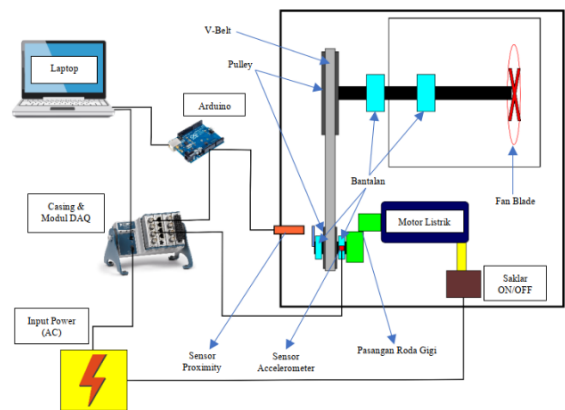 V-Belt
Laptop
Pulley
Arduino
Casing &
Modul DAQ
Bantalan
Fan Blade
Motor Listrik
Saklar
ON/OFF
Input Power
(AC)
Sensor
Proximity
Sensor
Accelerometer
Pasangan Roda Gigi